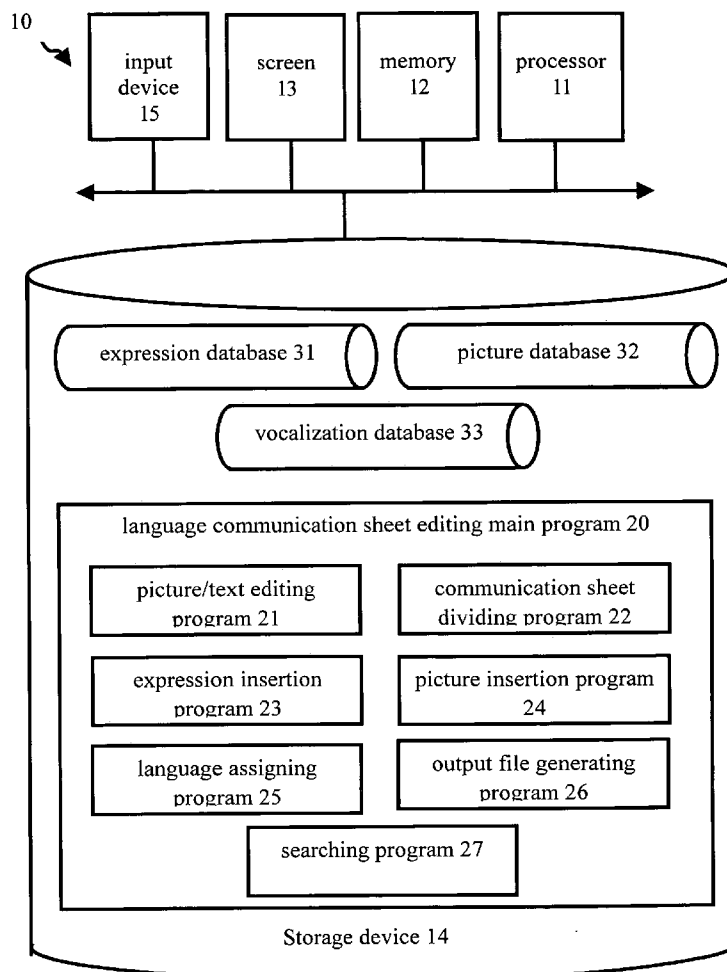 10
input
device
15
screen
13
memory
12
processor
11
expression database 31
picture database 32
vocalization database 33
language communication sheet editing main program 20
picture/text editing
program 21
communication sheet
dividing program 22
expression insertion
program 23
picture insertion program
24
language assigning
program 25
output file generating
program 26
searching program 27
Storage device 14